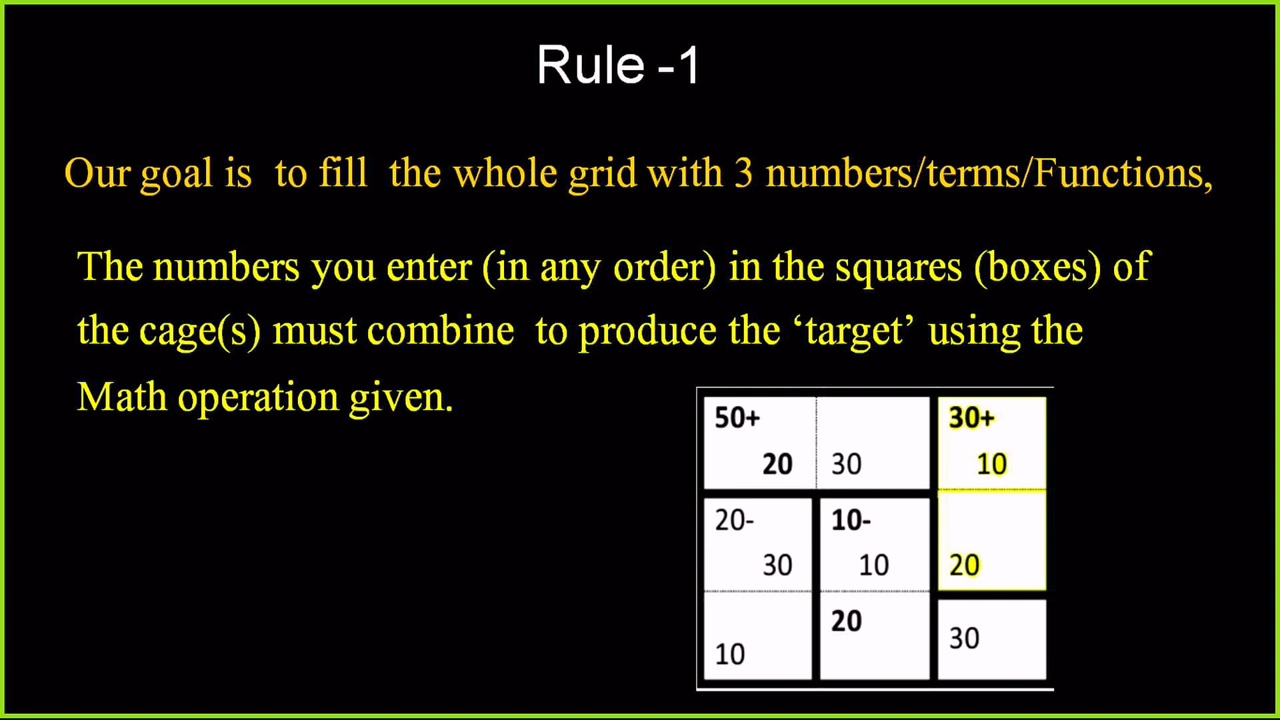 Rule -1
Our goal is to fill the whole grid with 3 numbers/terms/Functions,
The numbers you enter (in any order) in the squares (boxes) of
the cage(s) must combine to produce the ‘target’ using the
Math operation given.
50+ 30+
20 30 10
20- 10-
30 10 20
20
10 30